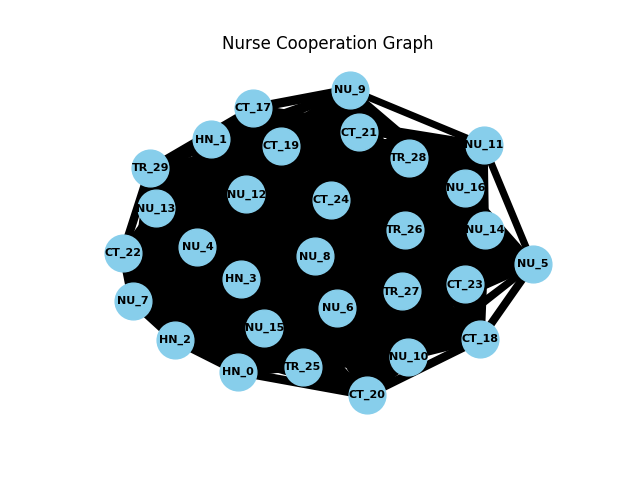 Nurse Cooperation Graph
NU_9
CT_17
CT_21
HN_1
CT_19
NU_11
TR_28
TR_29
NU_16
NU_12
CT_24
NU_13
TR_26
NU_14
NU_4
CT_22
NU_8
NU_5
HN_3
CT_23
TR_27
NU_7
NU_6
NU_15
HN_2
CT_18
NU_10
TR_25
HN_0
CT_20